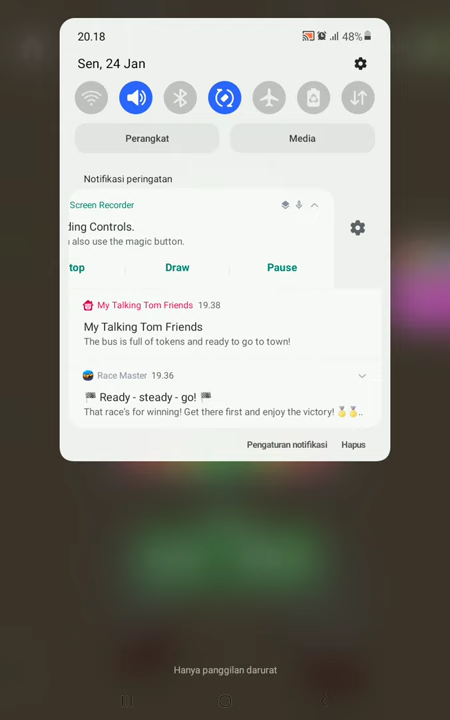 20.18
48%
Sen, 24 Jan
Perangkat
Media
Notifikasi peringatan
Screen Recorder
ding Controls.
also use the magic button.
top
Draw
Pause
My Talking Tom Friends 19.38
My Talking Tom Friends
The bus is full of tokens and ready to go to town!
Race Master 19.36
🏁 Ready - steady - go! 🏁
That race's for winning! Get there first and enjoy the victory! 🥇🥇..
Pengaturan notifikasi
Hapus
Hanya panggilan darurat